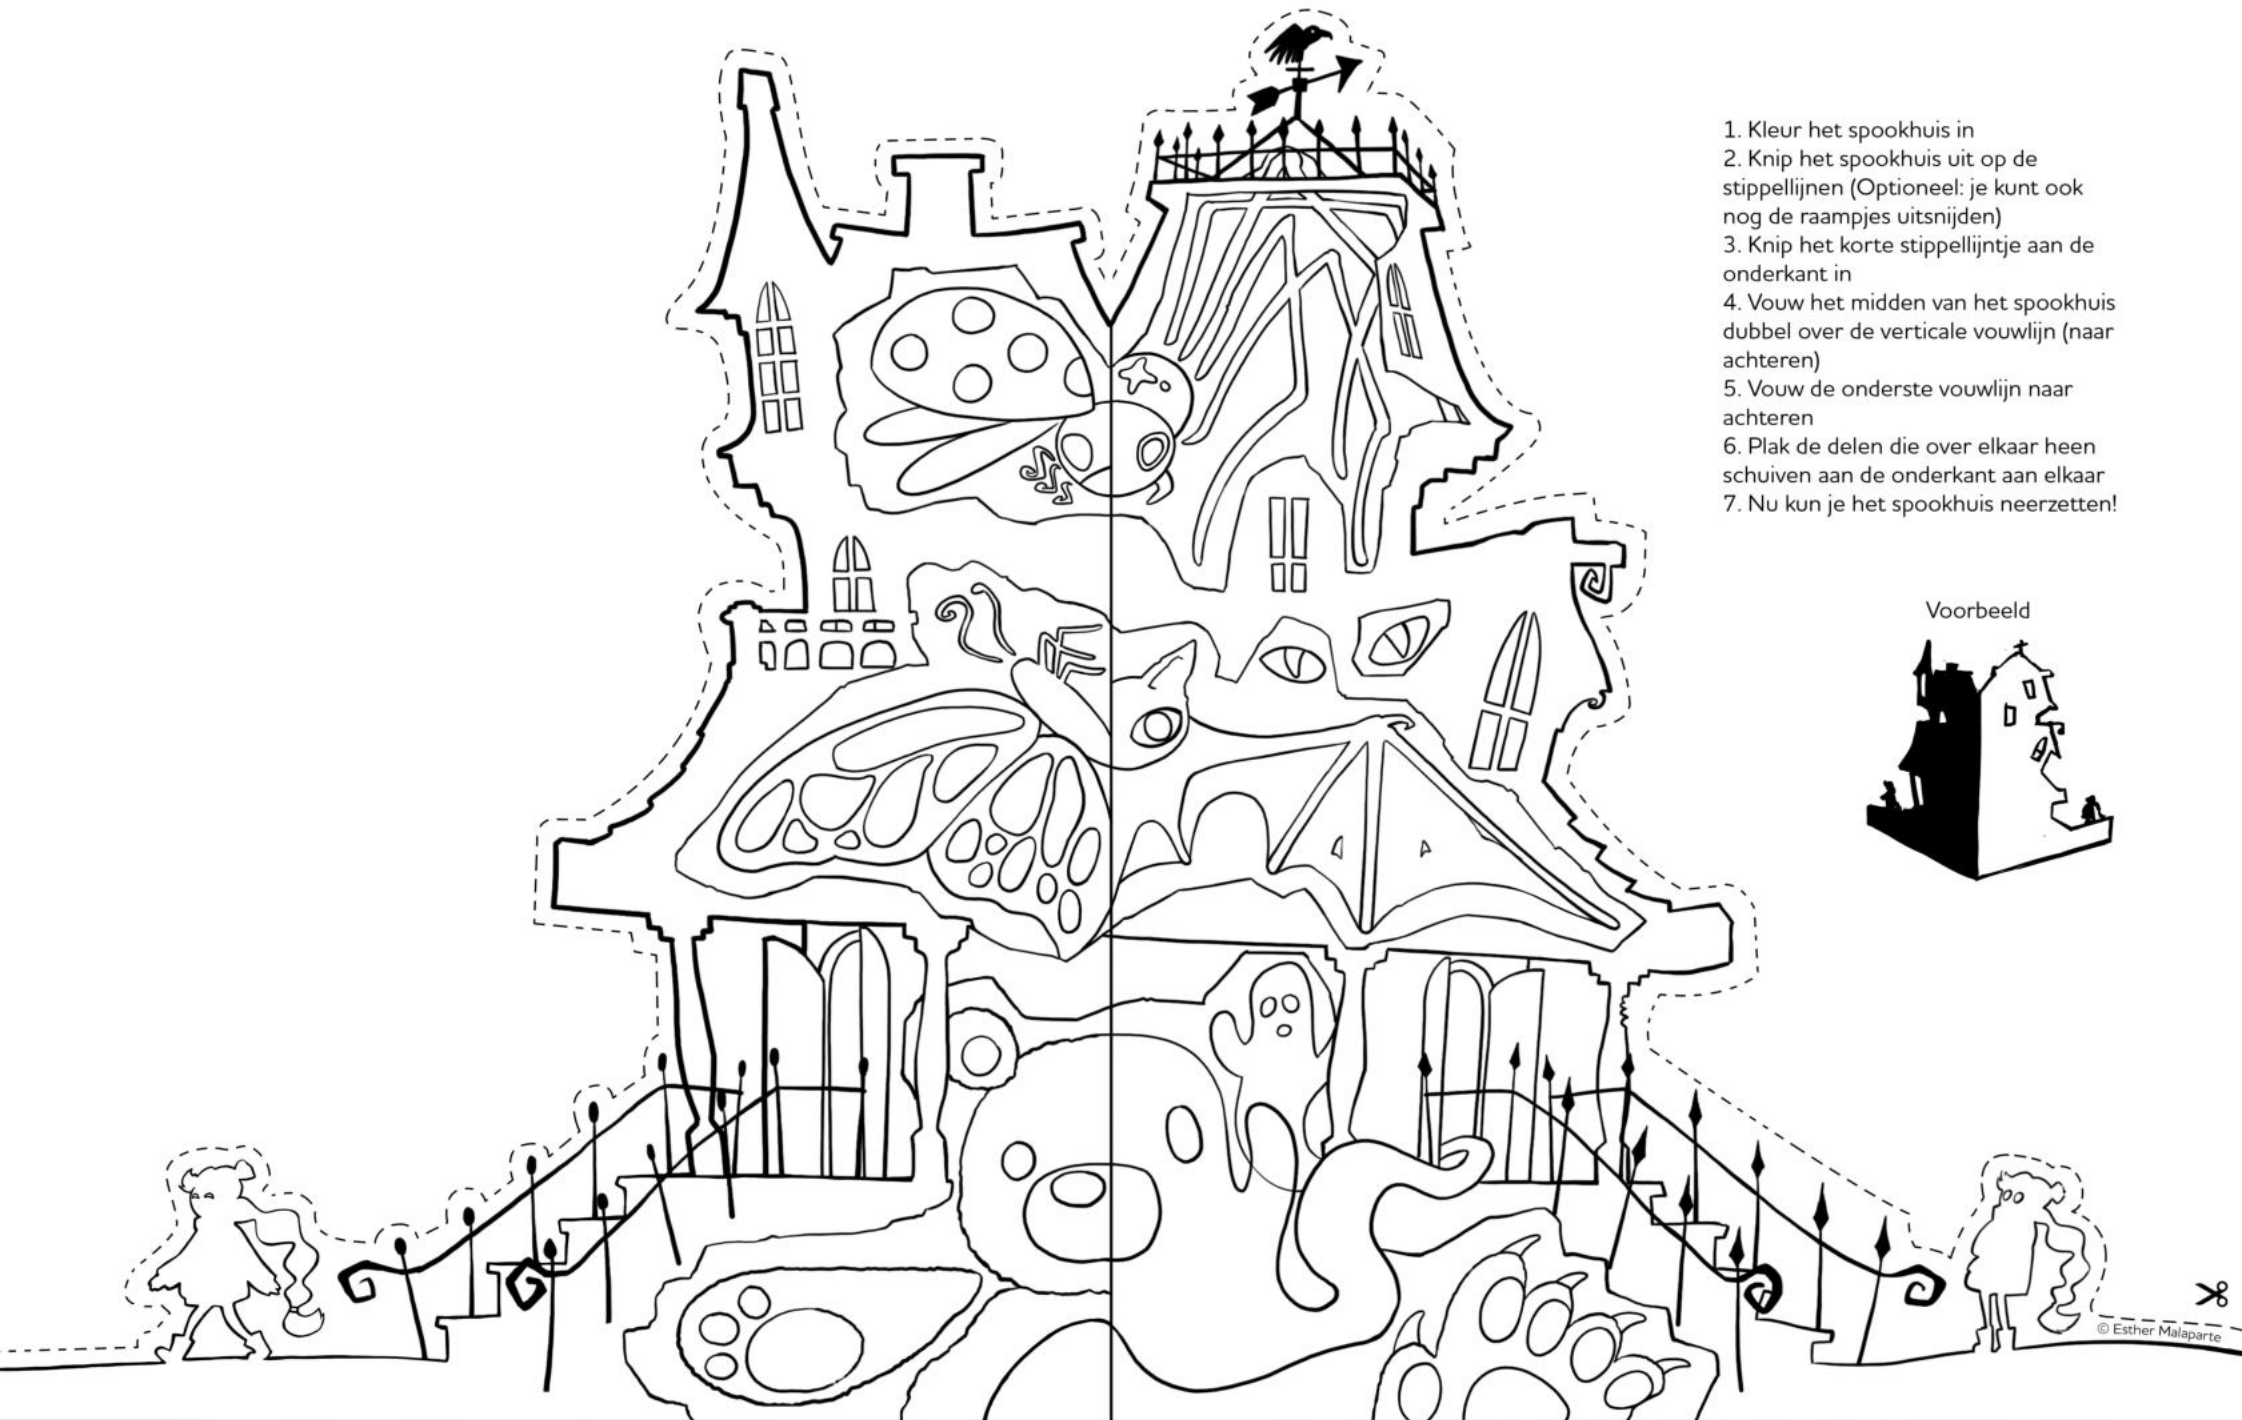 1. Kleur het spookhuis in
2. Knip het spookhuis uit op de
stippellijnen (Optioneel: je kunt ook
nog de raampjes uitsnijden)
3. Knip het korte stippellijntje aan de
onderkant in
4. Vouw het midden van het spookhuis
dubbel over de verticale vouwlijn (naar
achteren)
5. Vouw de onderste vouwlijn naar
achteren
6. Plak de delen die over elkaar heen
schuiven aan de onderkant aan elkaar
7. Nu kun je het spookhuis neerzetten!
Voorbeeld
© Esther Malaparte